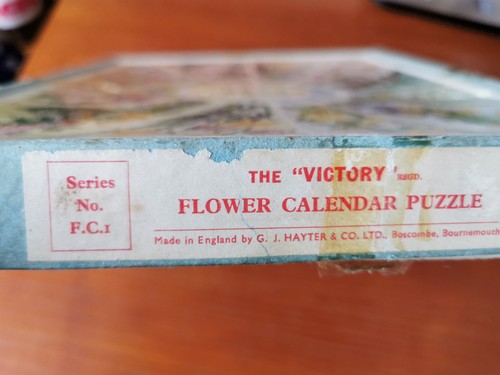 Series
No.
F.C.1
THE "VICTORY" REGD.
FLOWER CALENDAR PUZZLE
Made in England by G. J. HAYTER & CO. LTD., Boscombe, Bournemouth